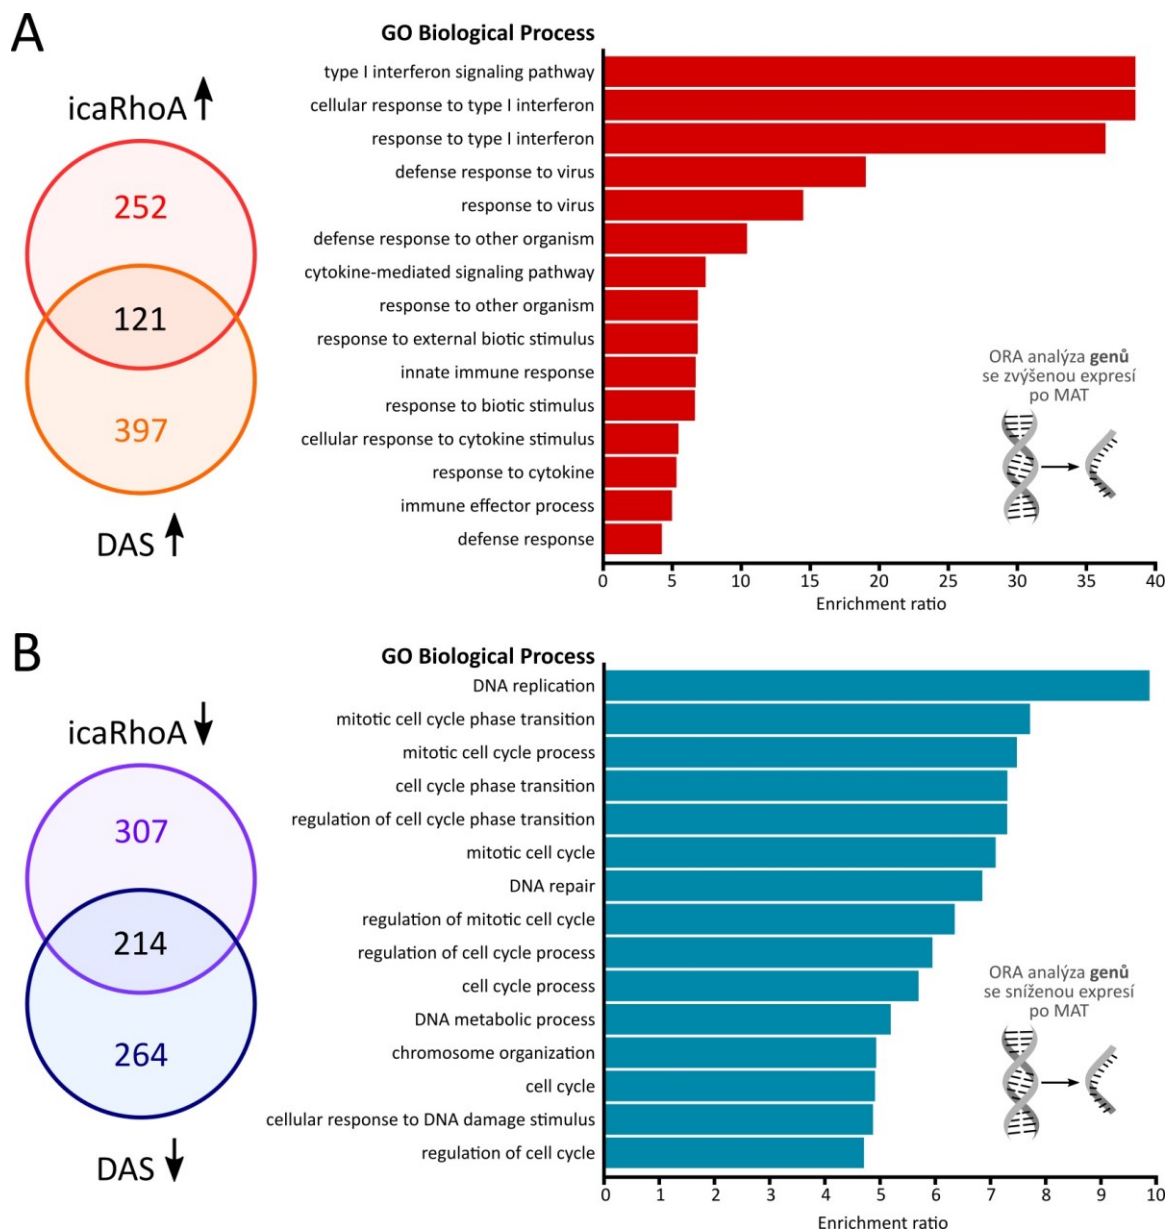 A
icaRhoA
252
121
397
DAS
GO Biological Process
type I interferon signaling pathway
cellular response to type I interferon
response to type I interferon
defense response to virus
response to virus
defense response to other organism
cytokine-mediated signaling pathway
response to other organism
response to external biotic stimulus
innate immune response
response to biotic stimulus
cellular response to cytokine stimulus
response to cytokine
immune effector process
defense response
ORA analýza genů
se zvýšenou expresí
po MAT
0 5 10 15 20 25 30 35 40
Enrichment ratio
B
icaRhoA
307
214
264
DAS
GO Biological Process
DNA replication
mitotic cell cycle phase transition
mitotic cell cycle process
cell cycle phase transition
regulation of cell cycle phase transition
mitotic cell cycle
DNA repair
regulation of mitotic cell cycle
regulation of cell cycle process
cell cycle process
DNA metabolic process
chromosome organization
cell cycle
cellular response to DNA damage stimulus
regulation of cell cycle
ORA analýza genů
se sníženou expresí
po MAT
0 1 2 3 4 5 6 7 8 9 10
Enrichment ratio